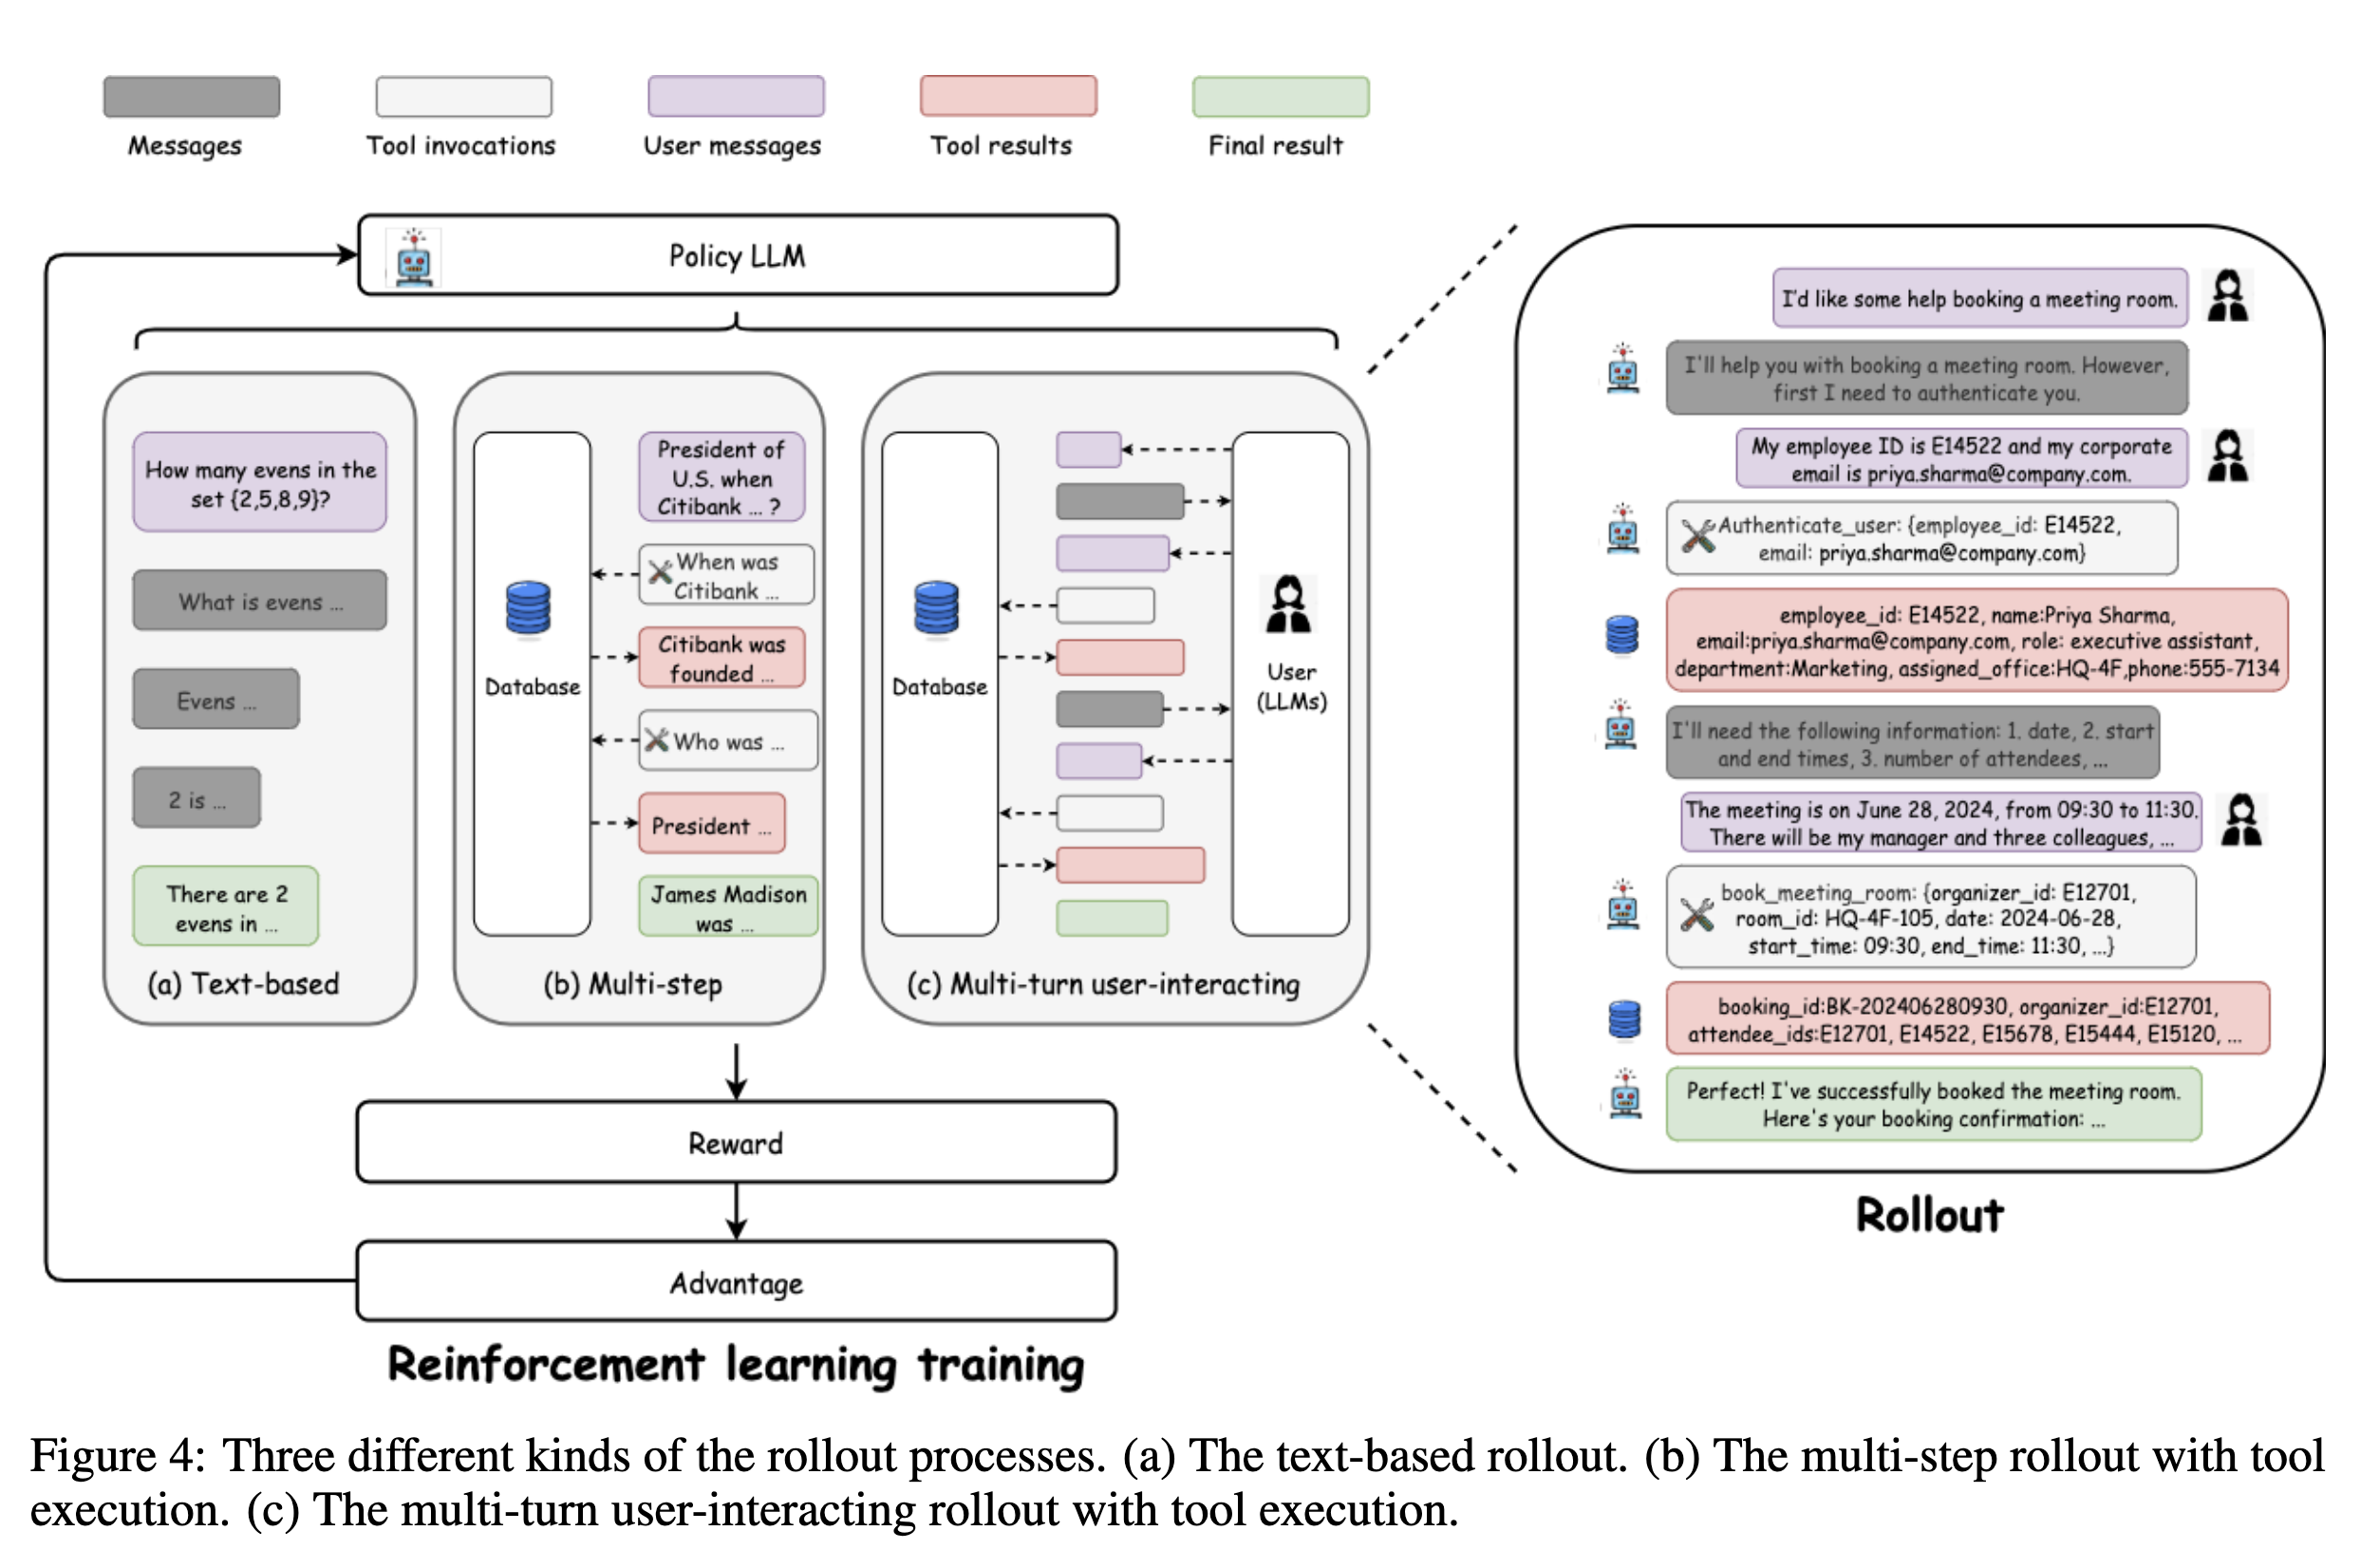 Messages
Tool invocations
User messages
Tool results
Final result
Policy LLM
How many evens in the
set {2,5,8,9}?
What is evens ...
Evens ...
2 is ...
There are 2
evens in ...
(a) Text-based
Database
President of
U.S. when
Citibank ... ?
When was
Citibank ...
Citibank was
founded ...
Who was ...
President ...
James Madison
was ...
(b) Multi-step
Database
User
(LLMs)
(c) Multi-turn user-interacting
Reward
Advantage
Reinforcement learning training
I'd like some help booking a meeting room.
I'll help you with booking a meeting room. However,
first I need to authenticate you.
My employee ID is E14522 and my corporate
email is priya.sharma@company.com.
Authenticate_user: {employee_id: E14522,
email: priya.sharma@company.com}
employee_id: E14522, name:Priya Sharma,
email:priya.sharma@company.com, role: executive assistant,
department:Marketing, assigned_office:HQ-4F,phone:555-7134
I'll need the following information: 1. date, 2. start
and end times, 3. number of attendees, ...
The meeting is on June 28, 2024, from 09:30 to 11:30.
There will be my manager and three colleagues, ...
book_meeting_room: {organizer_id: E12701,
room_id: HQ-4F-105, date: 2024-06-28,
start_time: 09:30, end_time: 11:30, ...}
booking_id:BK-202406280930, organizer_id:E12701,
attendee_ids:E12701, E14522, E15678, E15444, E15120, ...
Perfect! I've successfully booked the meeting room.
Here's your booking confirmation: ...
Rollout
Figure 4: Three different kinds of the rollout processes. (a) The text-based rollout. (b) The multi-step rollout with tool
execution. (c) The multi-turn user-interacting rollout with tool execution.